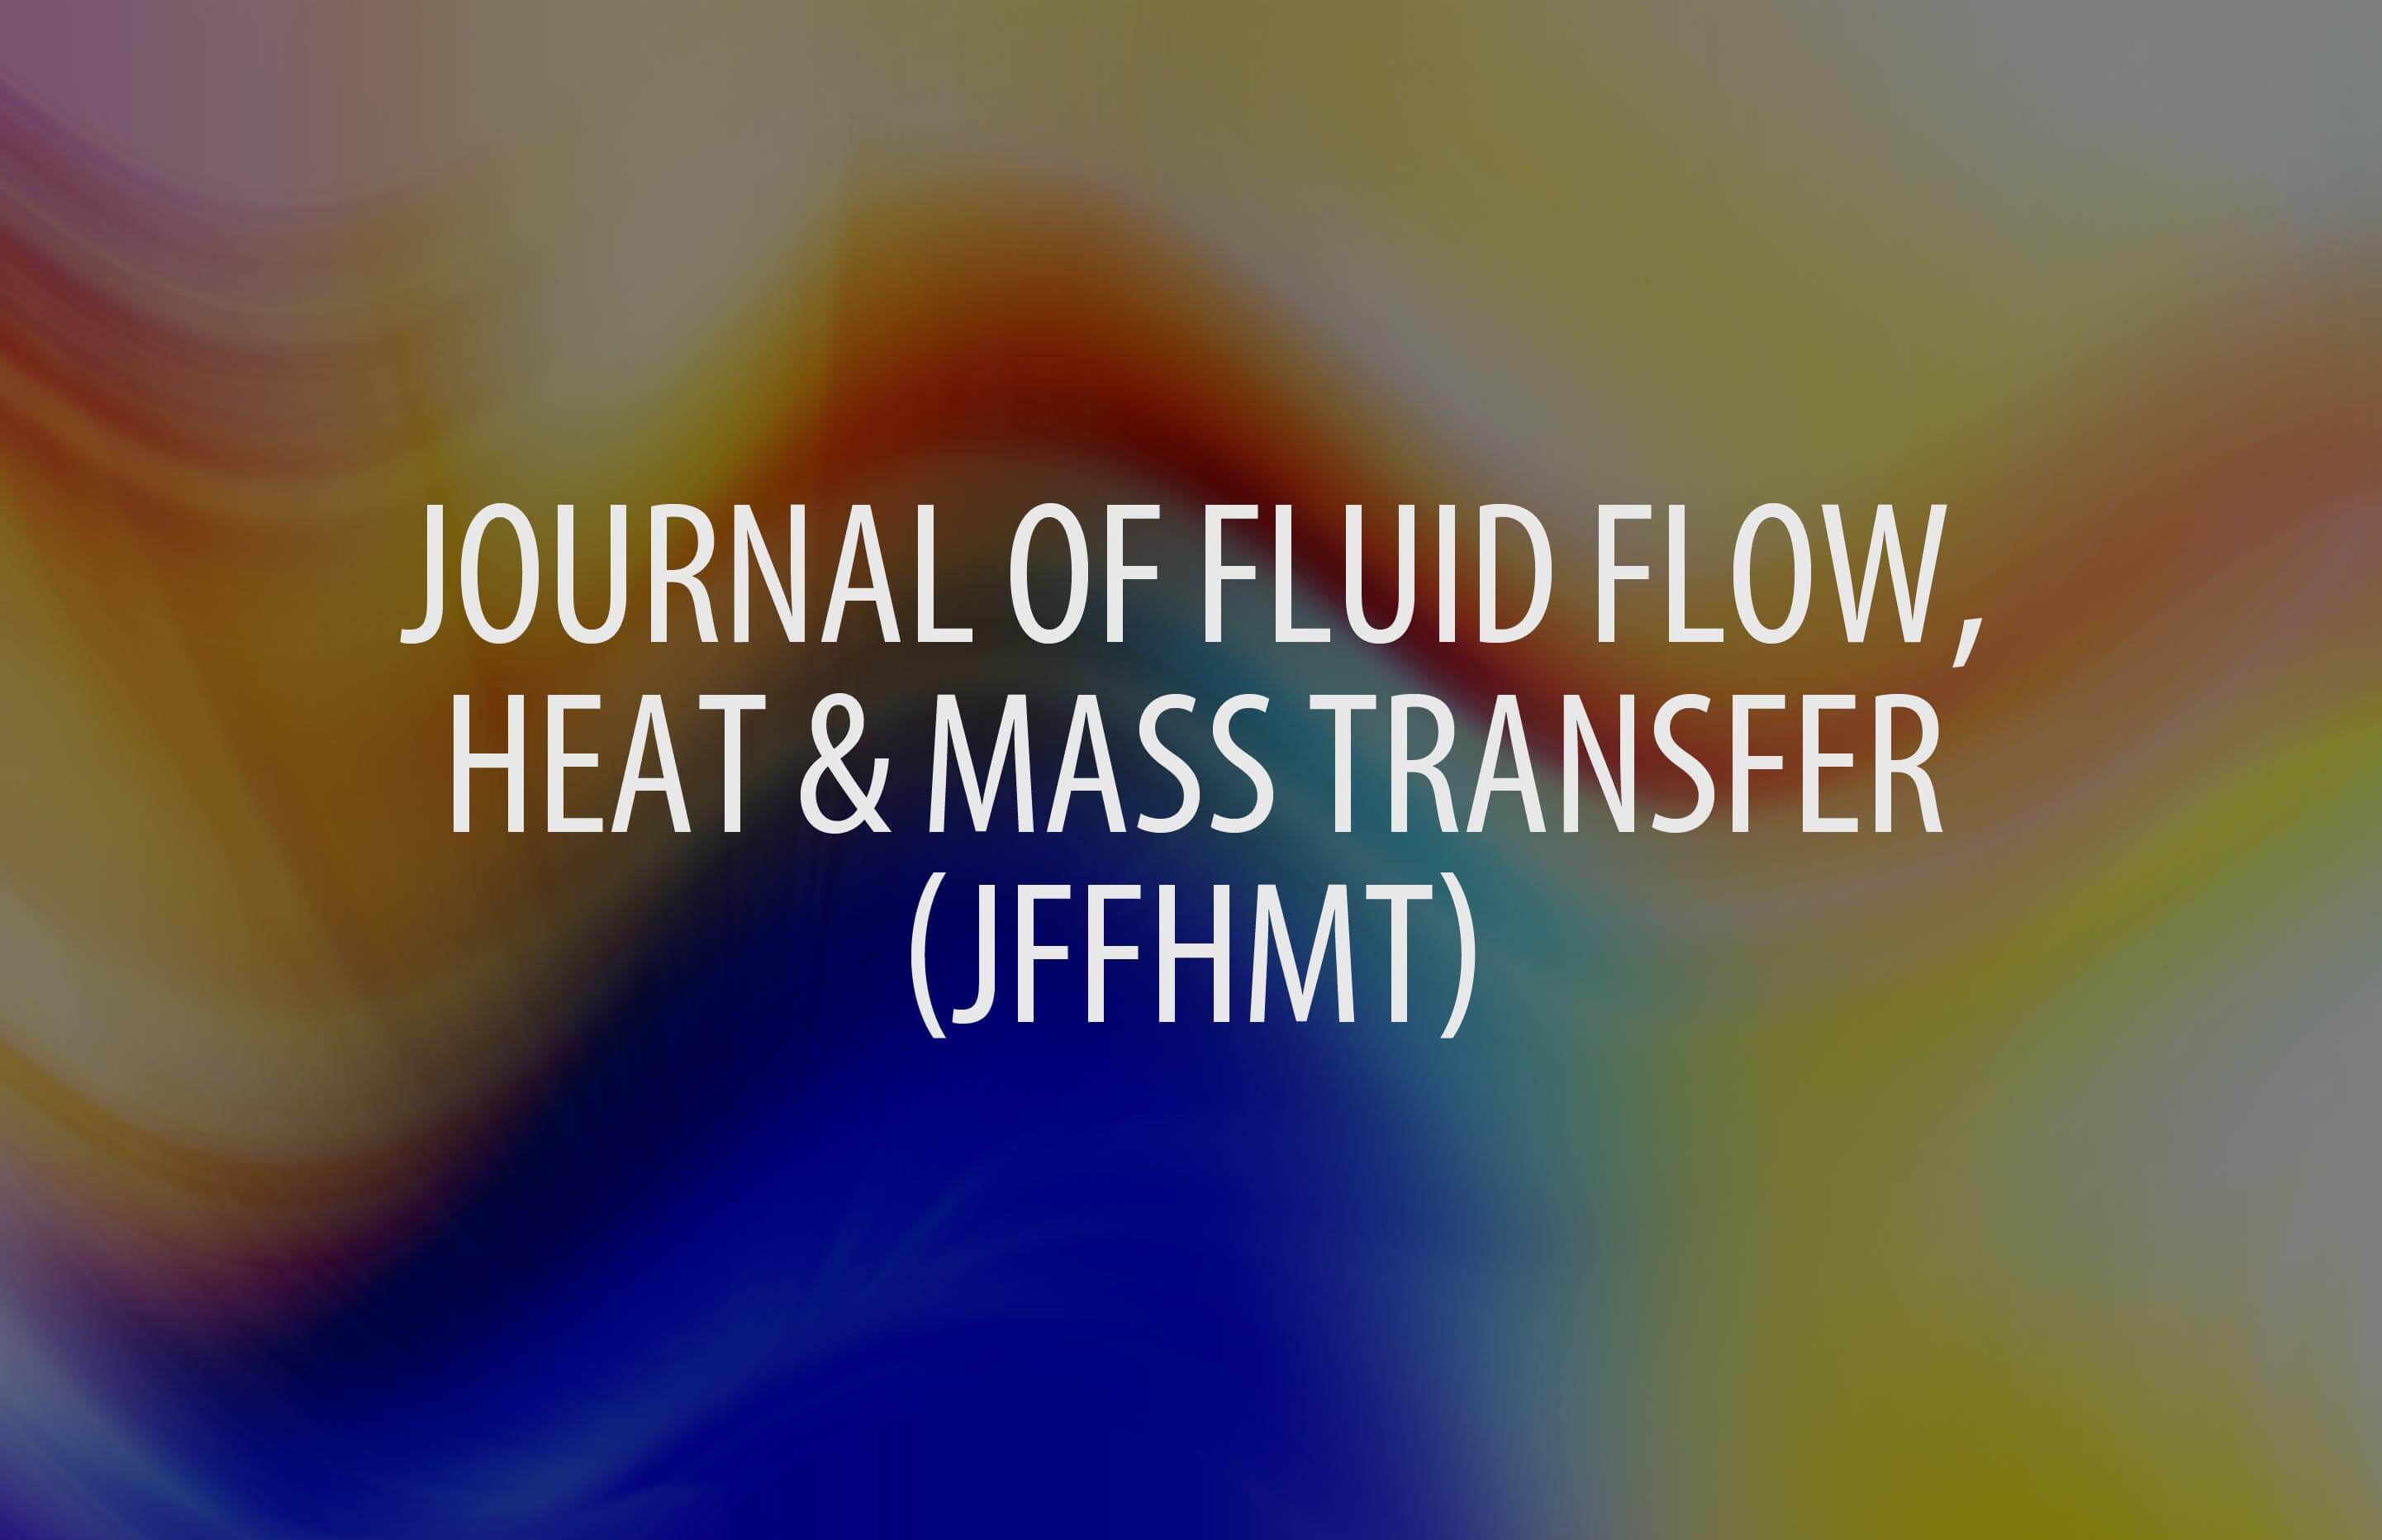 JOURNAL OF FLUID FLOW,
HEAT & MASS TRANSFER
(JFFHMT)